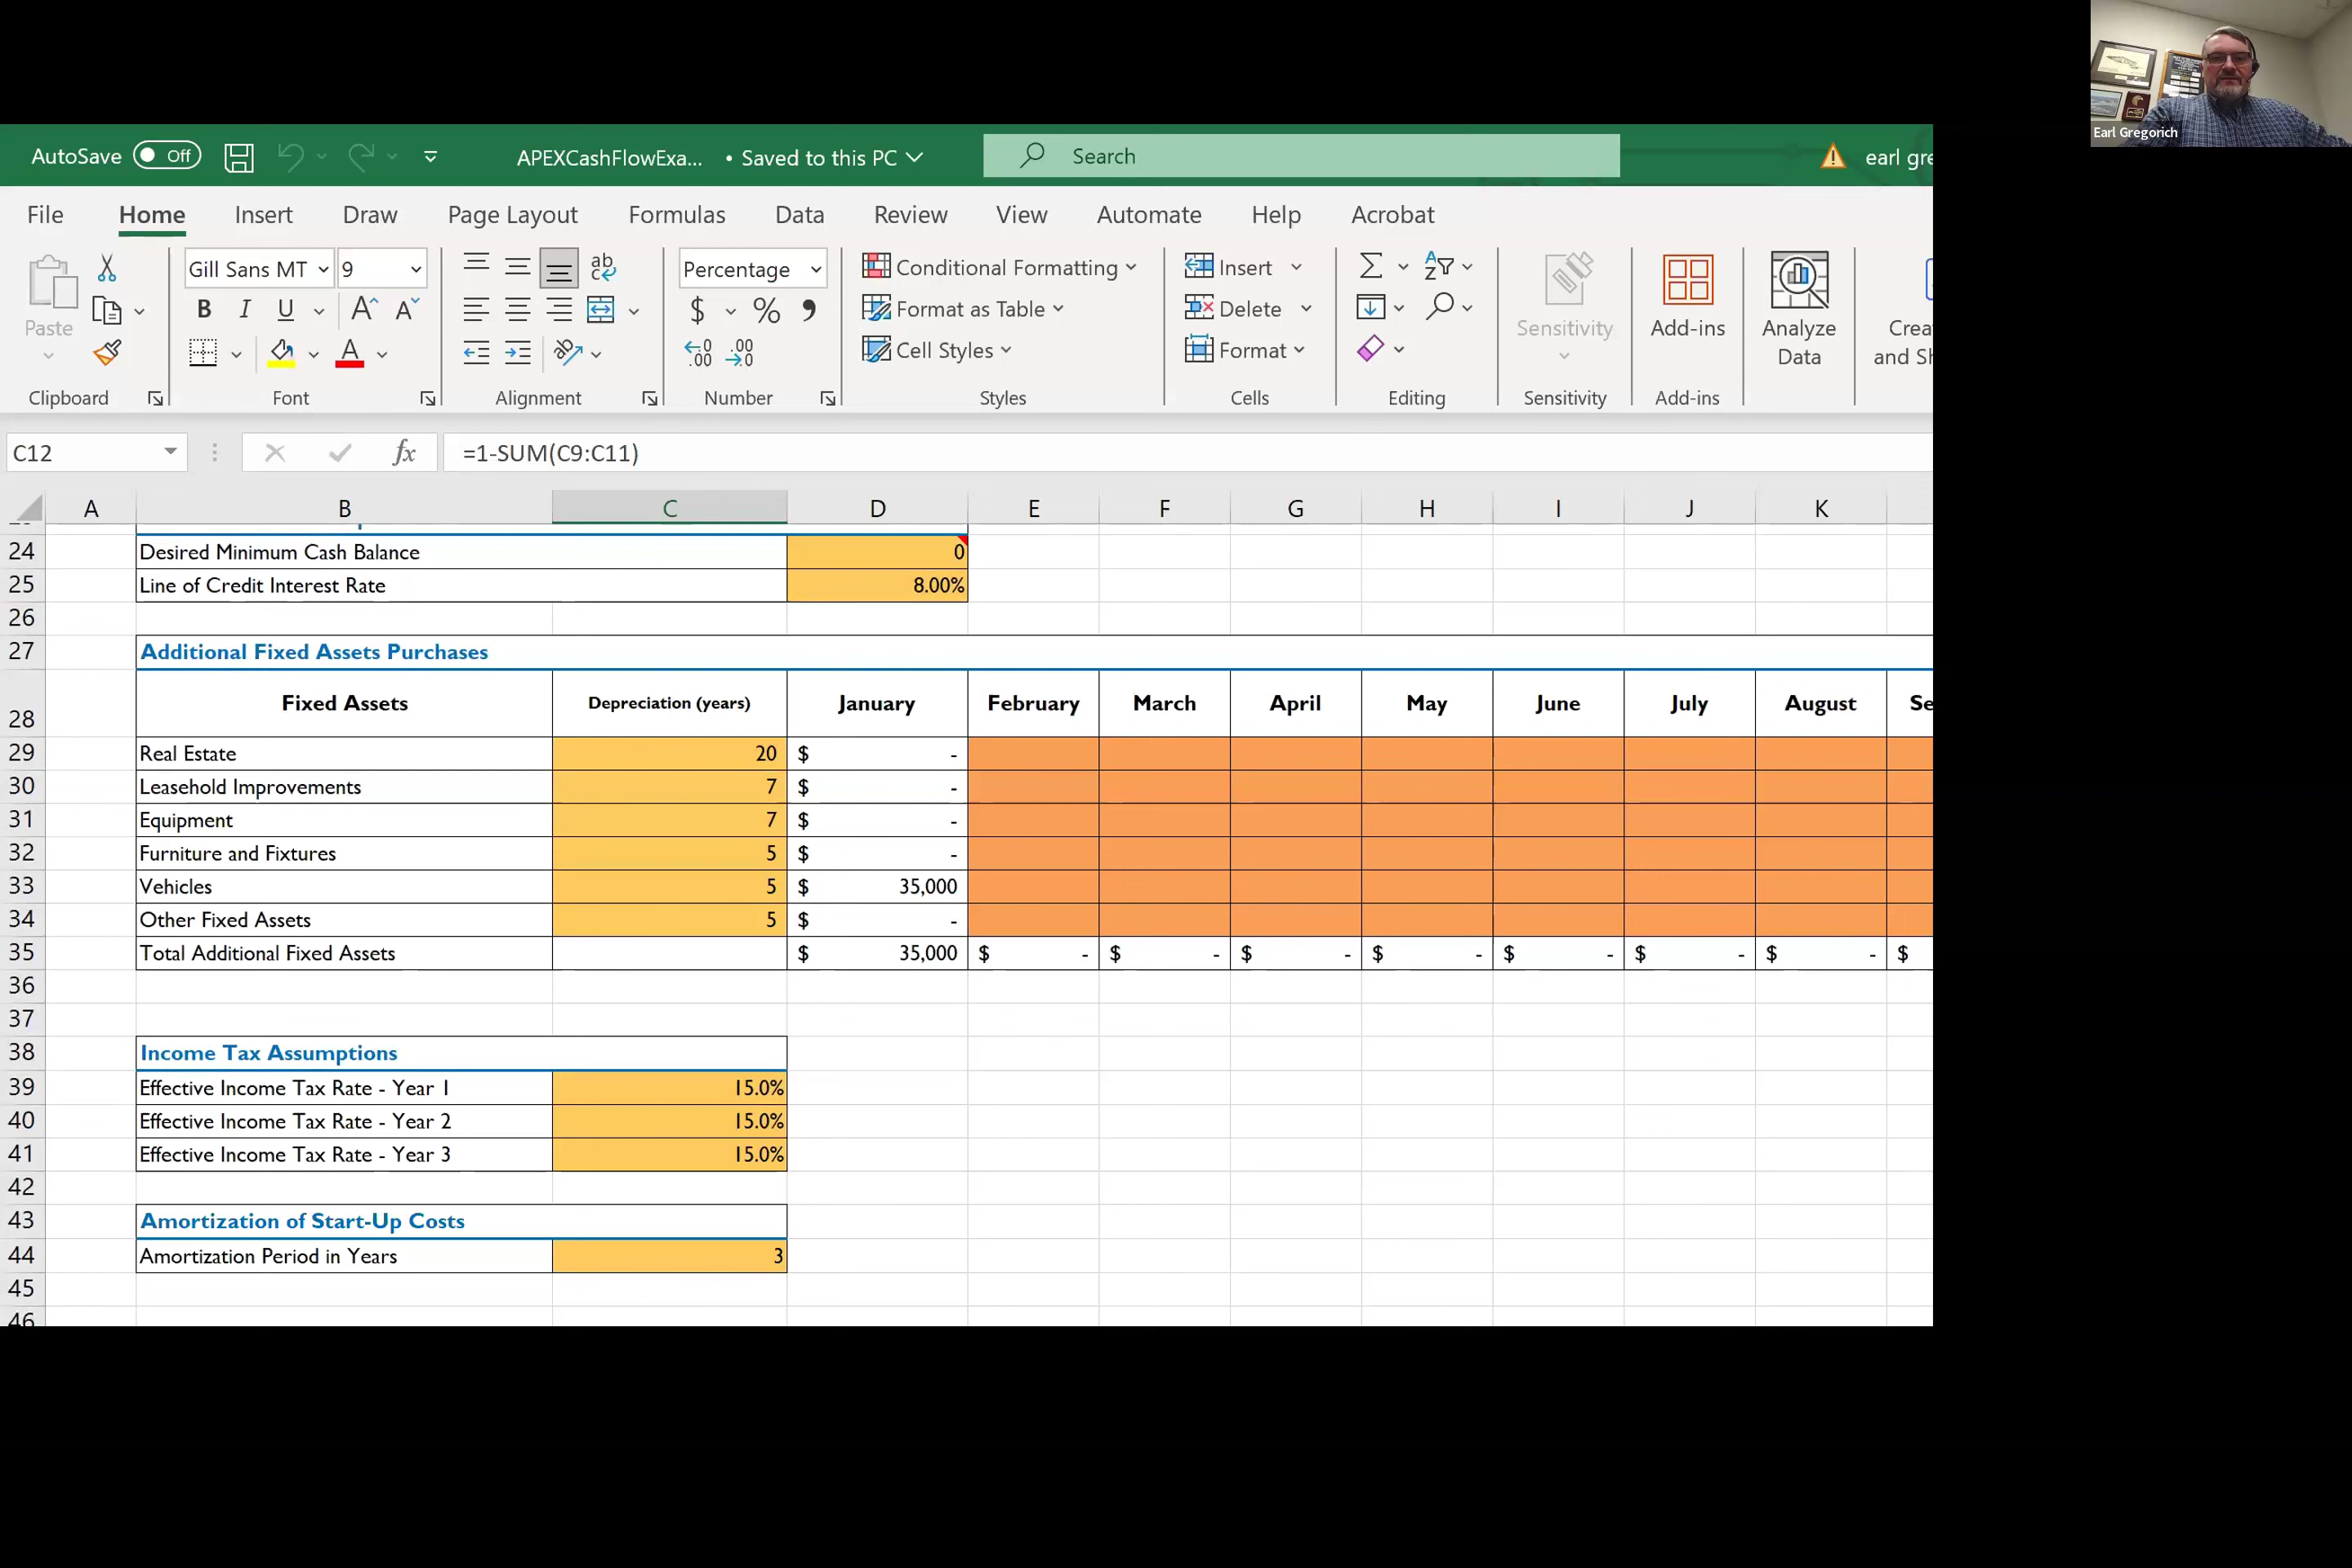 Earl Gregorich
AutoSave Off APEXCashFlowExa... • Saved to this PC Search earl gre
File Home Insert Draw Page Layout Formulas Data Review View Automate Help Acrobat
Paste Gill Sans MT 9 ab c Percentage Conditional Formatting Insert
B I U A A $ % , Format as Table Delete Sensitivity Add-ins Analyze Data Crea and Sh
A .00 .00 Cell Styles Format
Clipboard Font Alignment Number Styles Cells Editing Sensitivity Add-ins
C12 fx =1-SUM(C9:C11)
A B C D E F G H I J K
24 Desired Minimum Cash Balance 0
25 Line of Credit Interest Rate 8.00%
26
27 Additional Fixed Assets Purchases
28 Fixed Assets Depreciation (years) January February March April May June July August Se
29 Real Estate 20 $ -
30 Leasehold Improvements 7 $ -
31 Equipment 7 $ -
32 Furniture and Fixtures 5 $ -
33 Vehicles 5 $ 35,000
34 Other Fixed Assets 5 $ -
35 Total Additional Fixed Assets $ 35,000 $ - $ - $ - $ - $ - $ - $ - $
36
37
38 Income Tax Assumptions
39 Effective Income Tax Rate - Year 1 15.0%
40 Effective Income Tax Rate - Year 2 15.0%
41 Effective Income Tax Rate - Year 3 15.0%
42
43 Amortization of Start-Up Costs
44 Amortization Period in Years 3
45
46